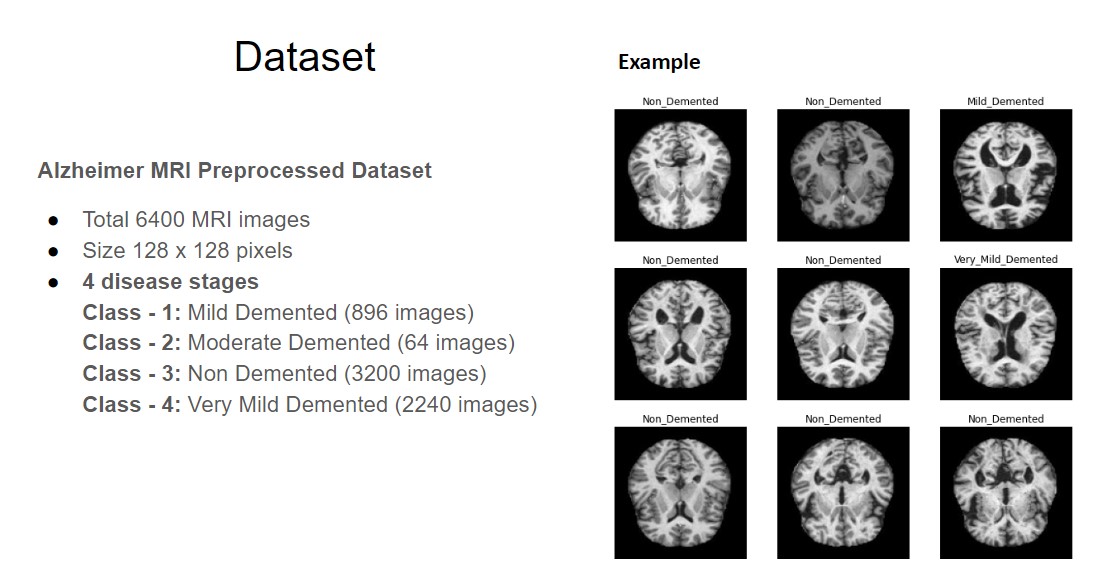 Dataset
Alzheimer MRI Preprocessed Dataset
● Total 6400 MRI images
● Size 128 x 128 pixels
● 4 disease stages
Class - 1: Mild Demented (896 images)
Class - 2: Moderate Demented (64 images)
Class - 3: Non Demented (3200 images)
Class - 4: Very Mild Demented (2240 images)
Example
Non_Demented
Non_Demented
Mild_Demented
Non_Demented
Non_Demented
Very_Mild_Demented
Non_Demented
Non_Demented
Non_Demented